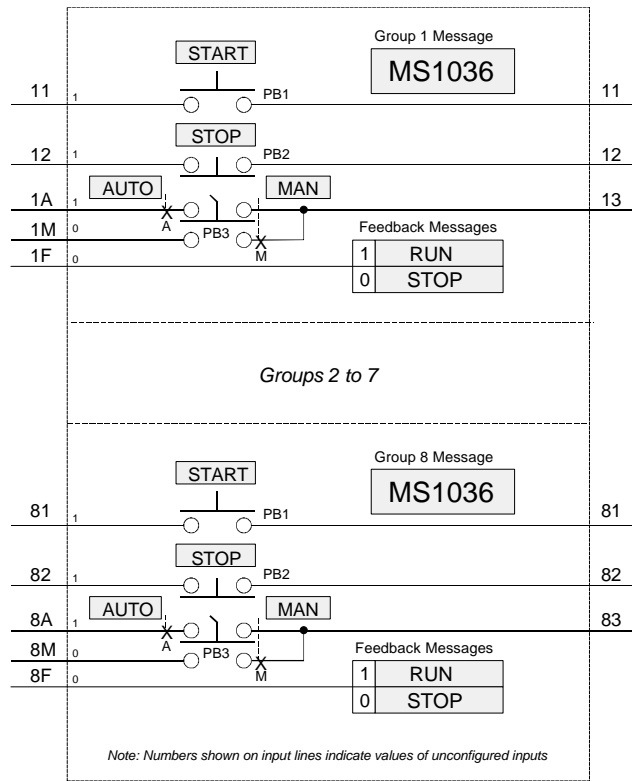 Group 1 Message
START
MS1036
11 1 PB1 11
STOP
12 1 PB2 12
AUTO MAN
1A 1 A 13
1M 0 PB3 M
Feedback Messages
1F 0
1 RUN
0 STOP
Groups 2 to 7
Group 8 Message
START
MS1036
81 1 PB1 81
STOP
82 1 PB2 82
AUTO MAN
8A 1 A 83
8M 0 PB3 M
Feedback Messages
8F 0
1 RUN
0 STOP
Note: Numbers shown on input lines indicate values of unconfigured inputs